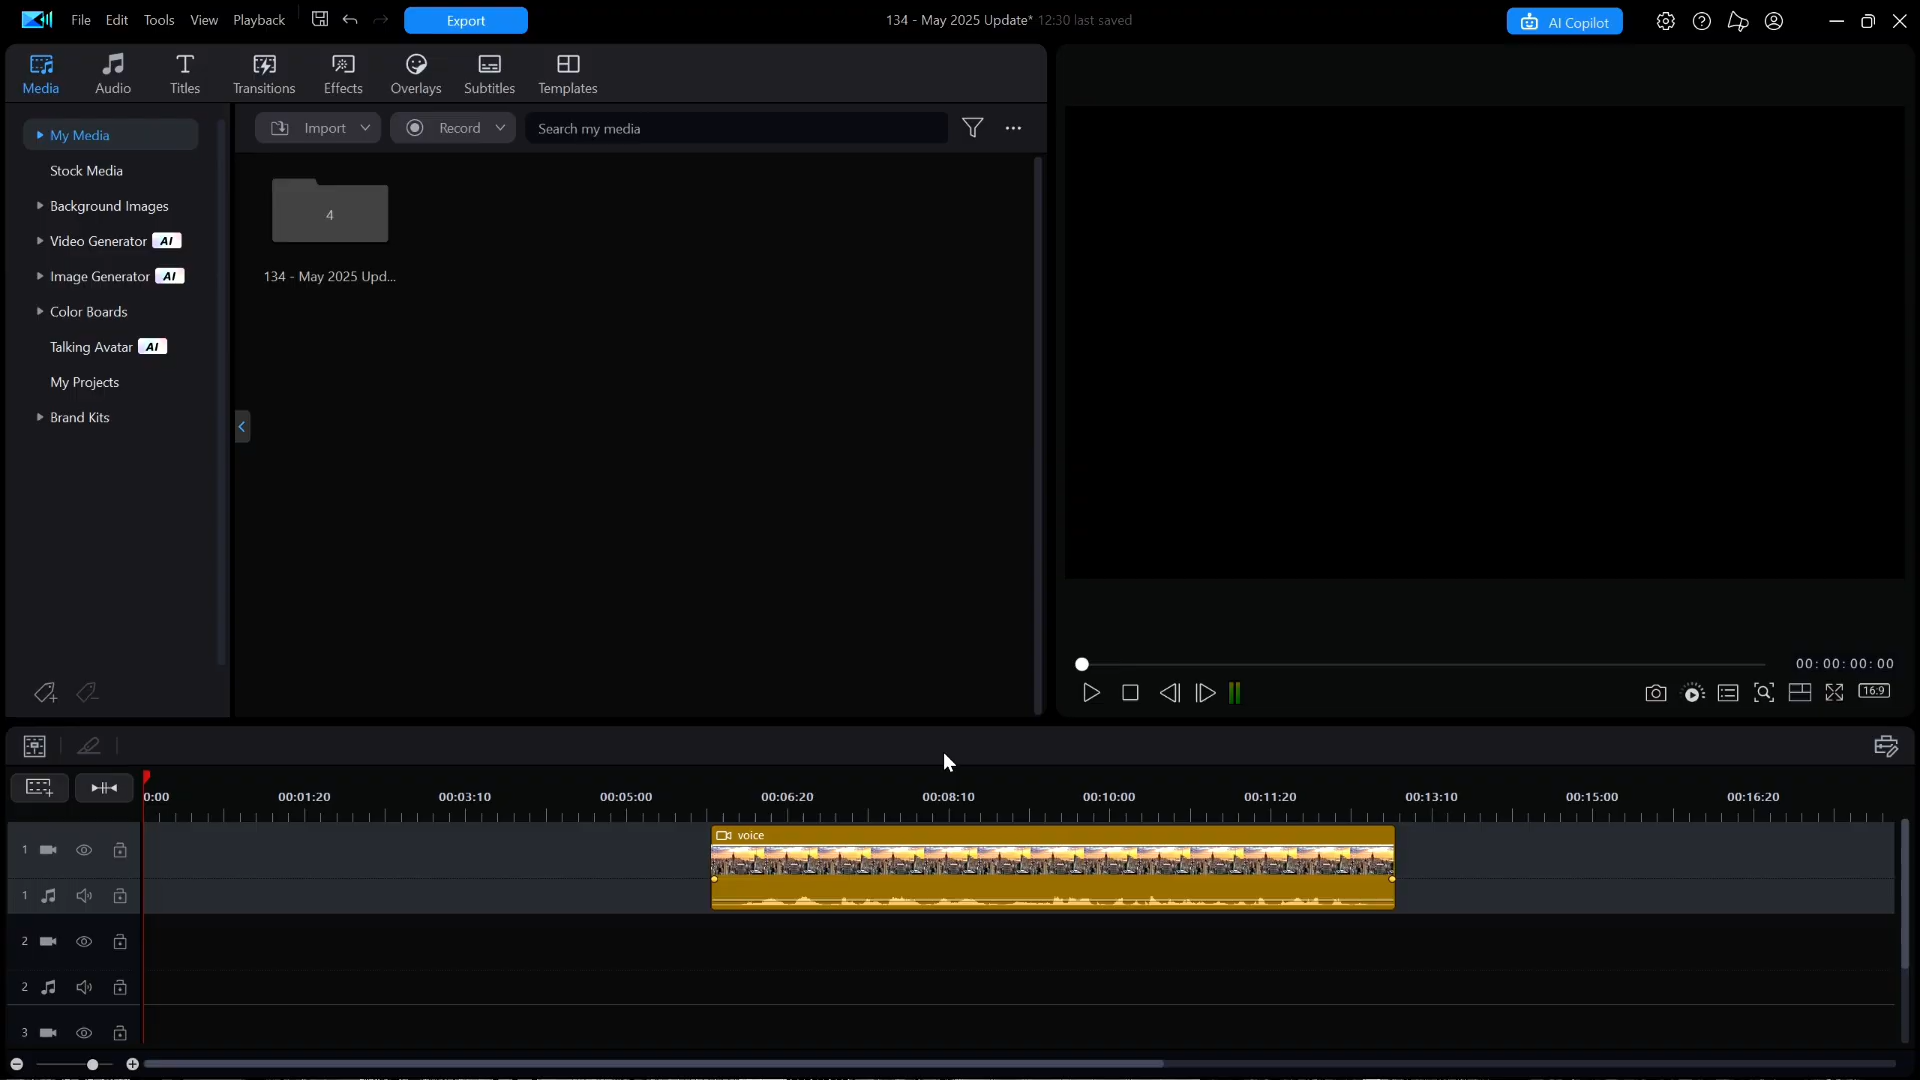 File Edit Tools View Playback Export 134 - May 2025 Update* 12:30 last saved AI Copilot
Media Audio Titles Transitions Effects Overlays Subtitles Templates
My Media
Import Record Search my media
Stock Media
Background Images
Video Generator AI
Image Generator AI
Color Boards
Talking Avatar AI
My Projects
Brand Kits
4
134 - May 2025 Upd...
00:00:00:00
16:9
0:00 00:01:20 00:03:10 00:05:00 00:06:20 00:08:10 00:10:00 00:11:20 00:13:10 00:15:00 00:16:20
voice
1
1
2
2
3